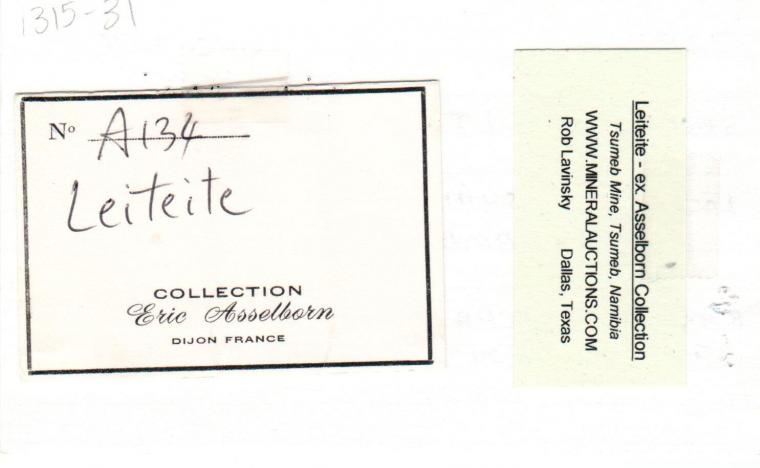 1315-31
Nº A134
Leiteite
COLLECTION
Eric Asselborn
DIJON FRANCE
Leiteite - ex. Asselborn Collection
Tsumeb Mine, Tsumeb, Namibia
WWW.MINERALAUCTIONS.COM
Rob Lavinsky Dallas, Texas